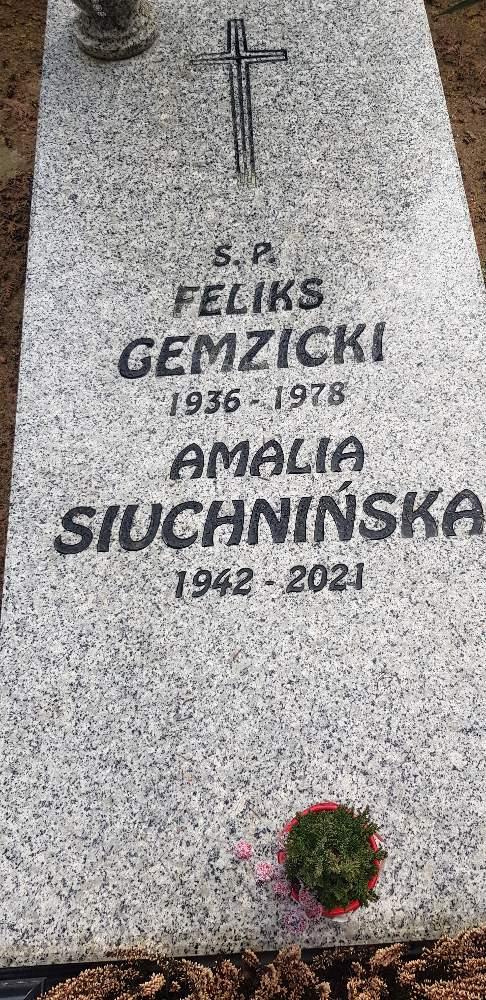 S. P.
FELIKS
GEMZICKI
1936 - 1978
AMALIA
SIUCHNIŃSKA
1942 - 2021